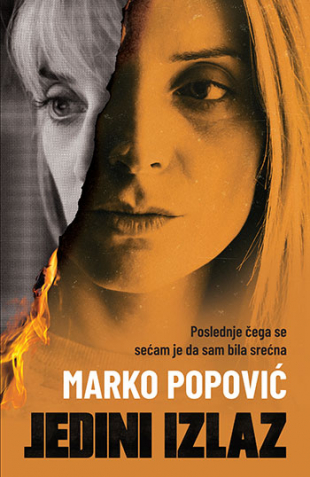 Poslednje čega se
sećam je da sam bila srećna
MARKO POPOVIĆ
JEDINI IZLAZ